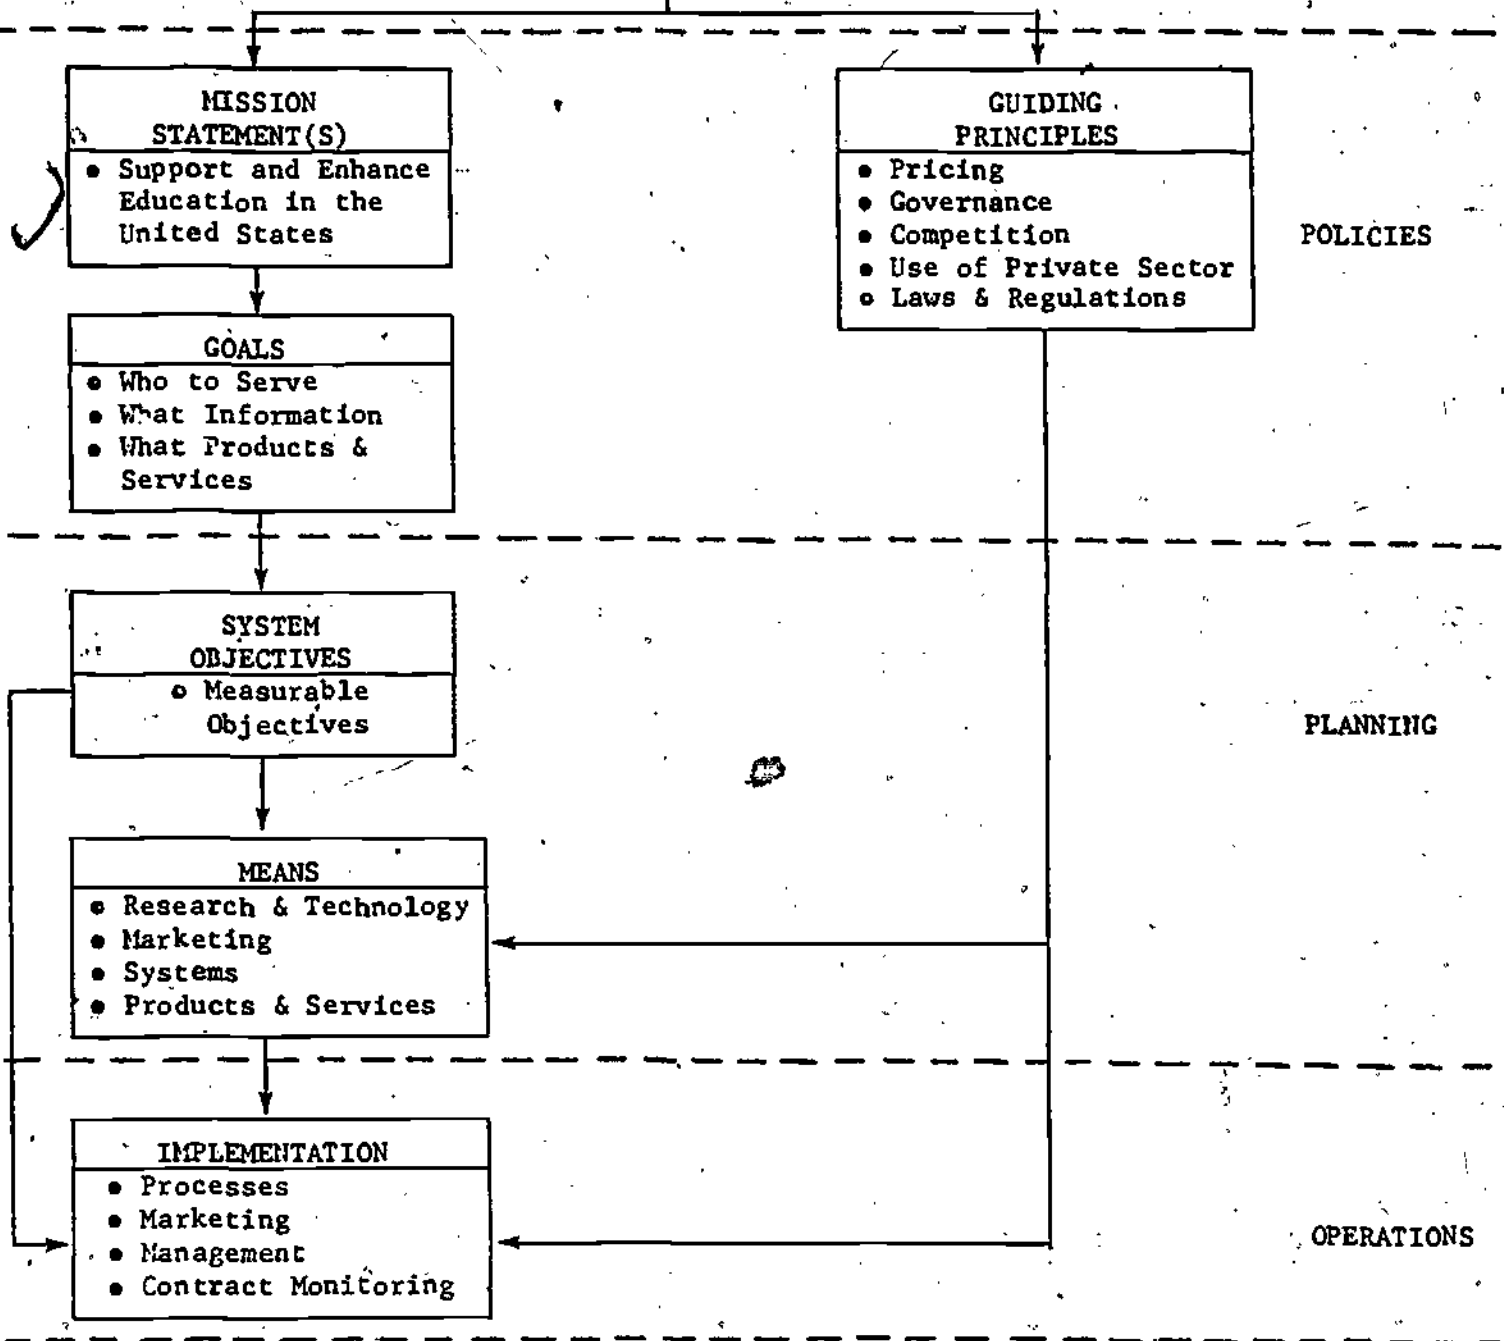 MISSION
STATEMENT(S)
• Support and Enhance
Education in the
United States
GUIDING
PRINCIPLES
• Pricing
• Governance
• Competition
• Use of Private Sector
• Laws & Regulations
POLICIES
GOALS
• Who to Serve
• What Information
• What Products &
Services
SYSTEM
OBJECTIVES
• Measurable
Objectives
PLANNING
MEANS
• Research & Technology
• Marketing
• Systems
• Products & Services
IMPLEMENTATION
• Processes
• Marketing
• Management
• Contract Monitoring
OPERATIONS